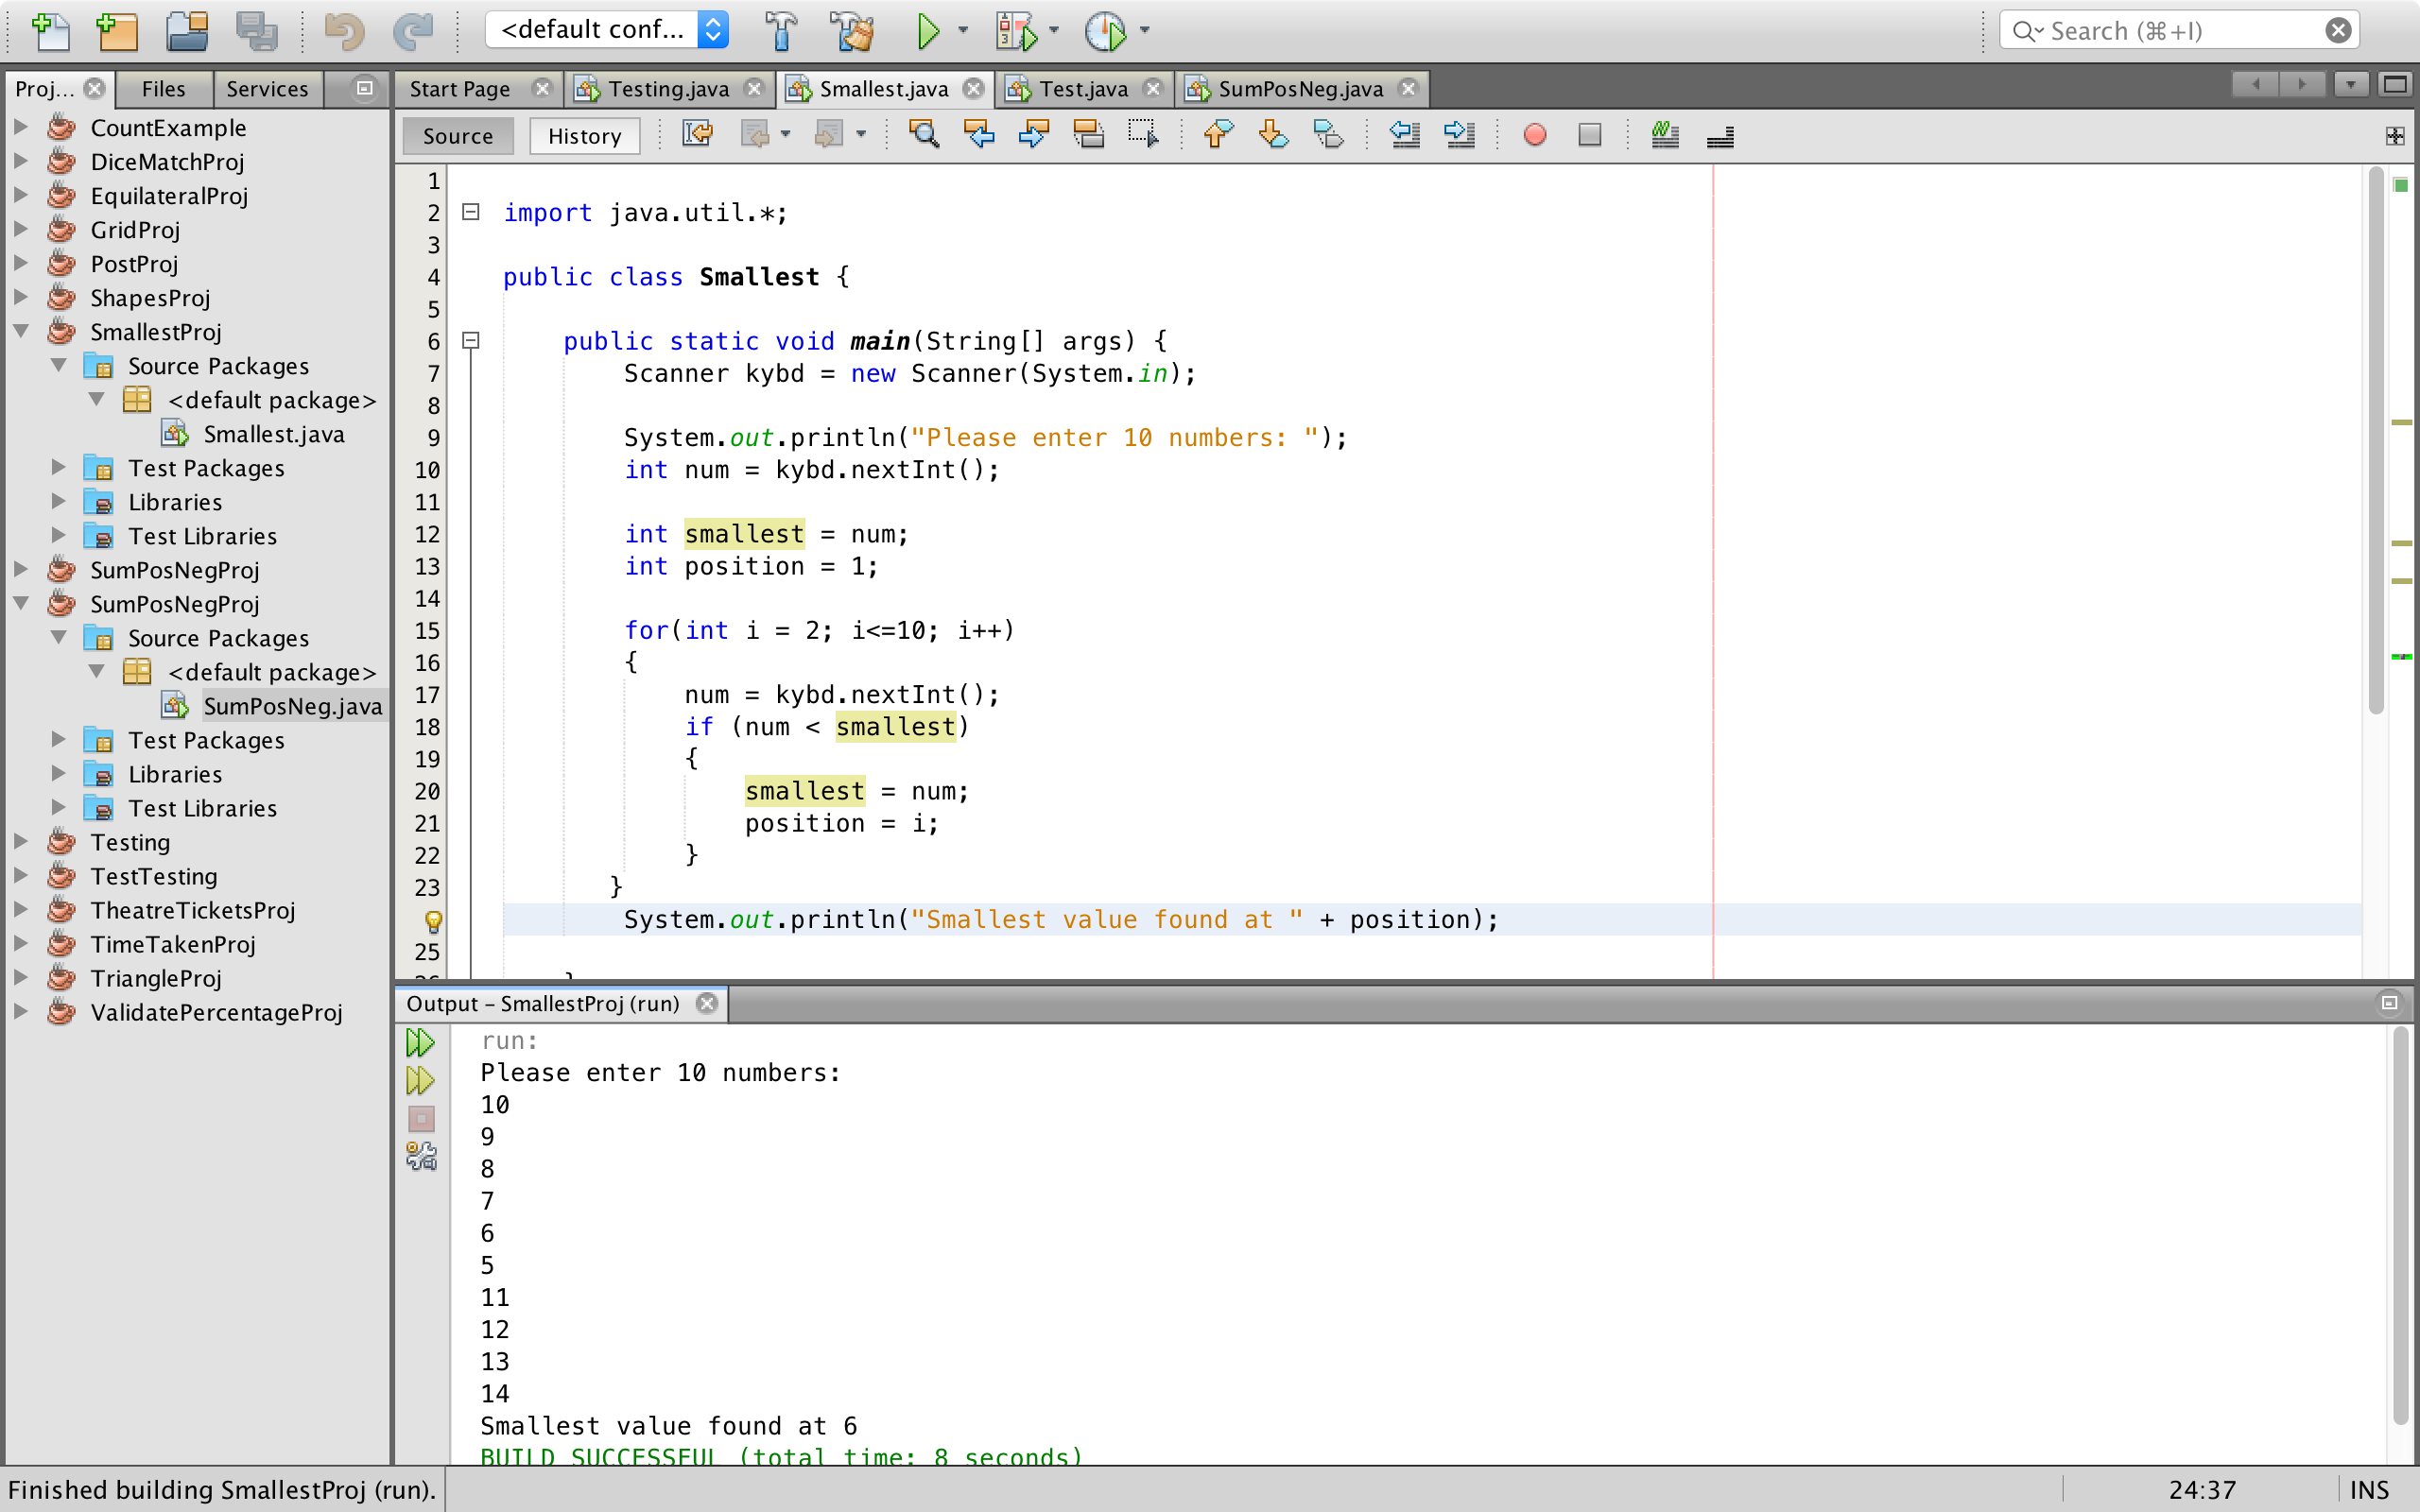 <default conf...
Search (⌘+I)
Proj...
Files
Services
Start Page
Testing.java
Smallest.java
Test.java
SumPosNeg.java
Source
History
CountExample
DiceMatchProj
EquilateralProj
GridProj
PostProj
ShapesProj
SmallestProj
Source Packages
<default package>
Smallest.java
Test Packages
Libraries
Test Libraries
SumPosNegProj
SumPosNegProj
Source Packages
<default package>
SumPosNeg.java
Test Packages
Libraries
Test Libraries
Testing
TestTesting
TheatreTicketsProj
TimeTakenProj
TriangleProj
ValidatePercentageProj
1
2 import java.util.*;
3
4 public class Smallest {
5
6 public static void main(String[] args) {
7 Scanner kybd = new Scanner(System.in);
8
9 System.out.println("Please enter 10 numbers: ");
10 int num = kybd.nextInt();
11
12 int smallest = num;
13 int position = 1;
14
15 for(int i = 2; i<=10; i++)
16 {
17 num = kybd.nextInt();
18 if (num < smallest)
19 {
20 smallest = num;
21 position = i;
22 }
23 }
System.out.println("Smallest value found at " + position);
25
Output – SmallestProj (run)
run:
Please enter 10 numbers:
10
9
8
7
6
5
11
12
13
14
Smallest value found at 6
BUILD SUCCESSFUL (total time: 8 seconds)
Finished building SmallestProj (run).
24:37
INS